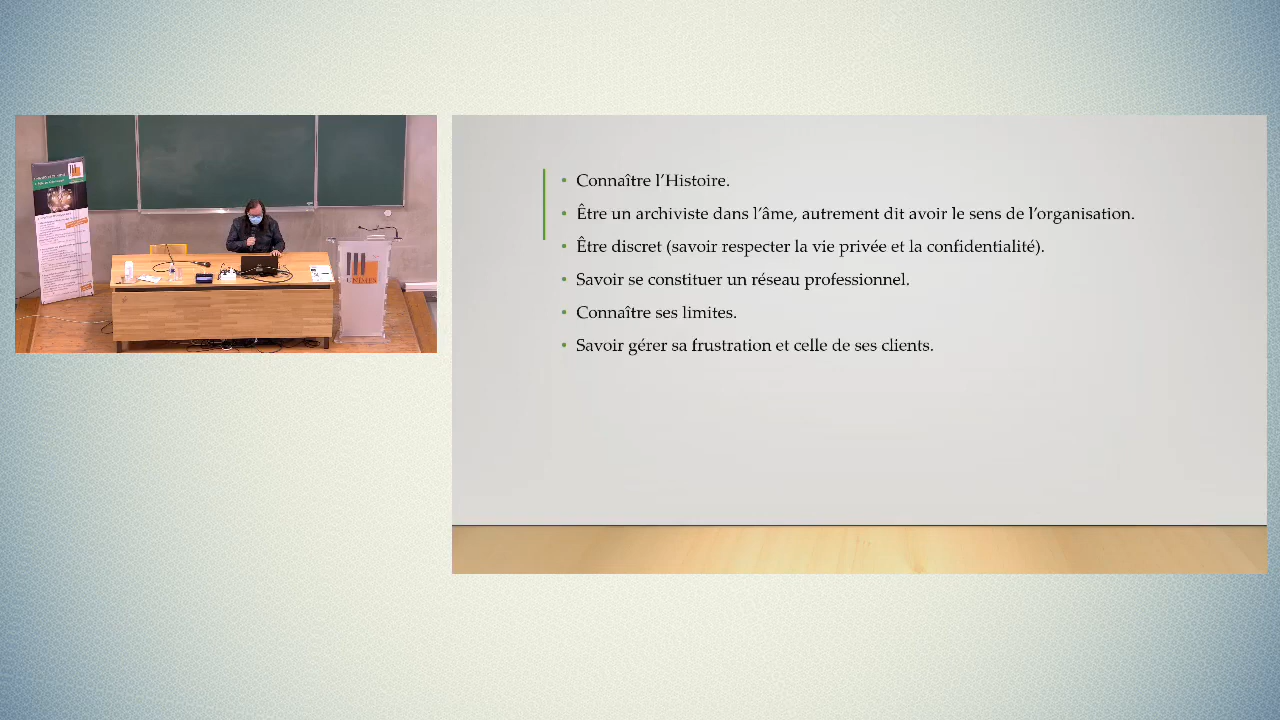 • Connaître l’Histoire.
• Être un archiviste dans l’âme, autrement dit avoir le sens de l’organisation.
• Être discret (savoir respecter la vie privée et la confidentialité).
• Savoir se constituer un réseau professionnel.
• Connaître ses limites.
• Savoir gérer sa frustration et celle de ses clients.